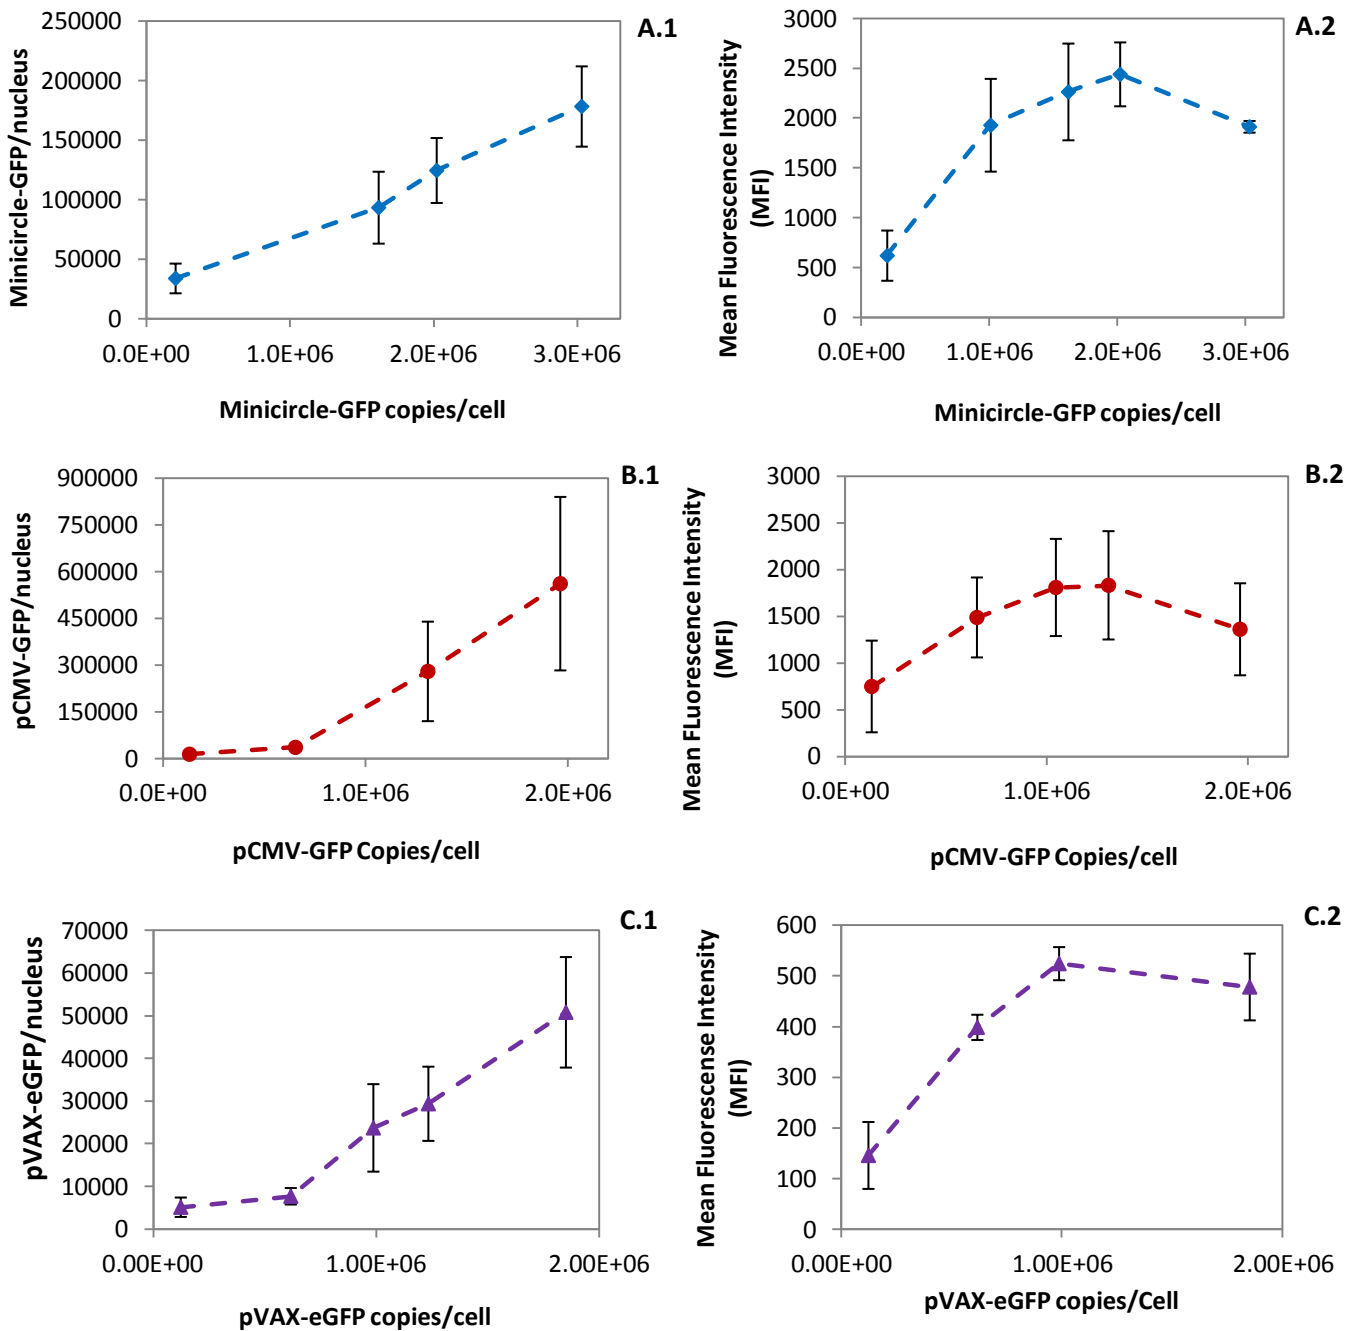 A.1
Minicircle-GFP/nucleus
250000
200000
150000
100000
50000
0
0.0E+00 1.0E+06 2.0E+06 3.0E+06
Minicircle-GFP copies/cell
A.2
Mean Fluorescence Intensity
(MFI)
3000
2500
2000
1500
1000
500
0
0.0E+00 1.0E+06 2.0E+06 3.0E+06
Minicircle-GFP copies/cell
B.1
pCMV-GFP/nucleus
900000
750000
600000
450000
300000
150000
0
0.0E+00 1.0E+06 2.0E+06
pCMV-GFP Copies/cell
B.2
Mean FLuorescence Intensity
(MFI)
3000
2500
2000
1500
1000
500
0
0.0E+00 1.0E+06 2.0E+06
pCMV-GFP Copies/cell
C.1
pVAX-eGFP/nucleus
70000
60000
50000
40000
30000
20000
10000
0
0.00E+00 1.00E+06 2.00E+06
pVAX-eGFP copies/cell
C.2
Mean Fluorescense Intensity
(MFI)
600
500
400
300
200
100
0
0.00E+00 1.00E+06 2.00E+06
pVAX-eGFP copies/Cell